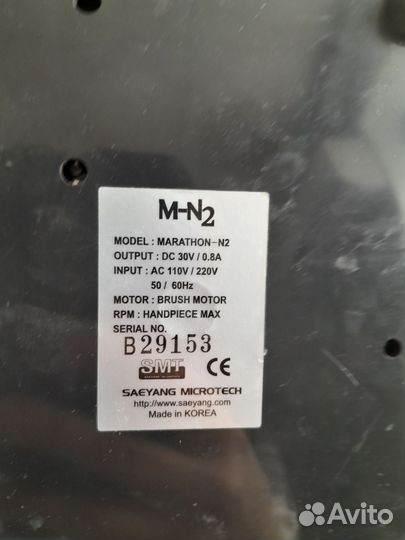 M-N2
MODEL : MARATHON-N2
OUTPUT : DC 30V / 0.8A
INPUT : AC 110V / 220V
50 / 60Hz
MOTOR : BRUSH MOTOR
RPM : HANDPIECE MAX
SERIAL NO.
B29153
SMT CE
SAEYANG MICROTECH
http://www.saeyang.com
Made in KOREA
Avito